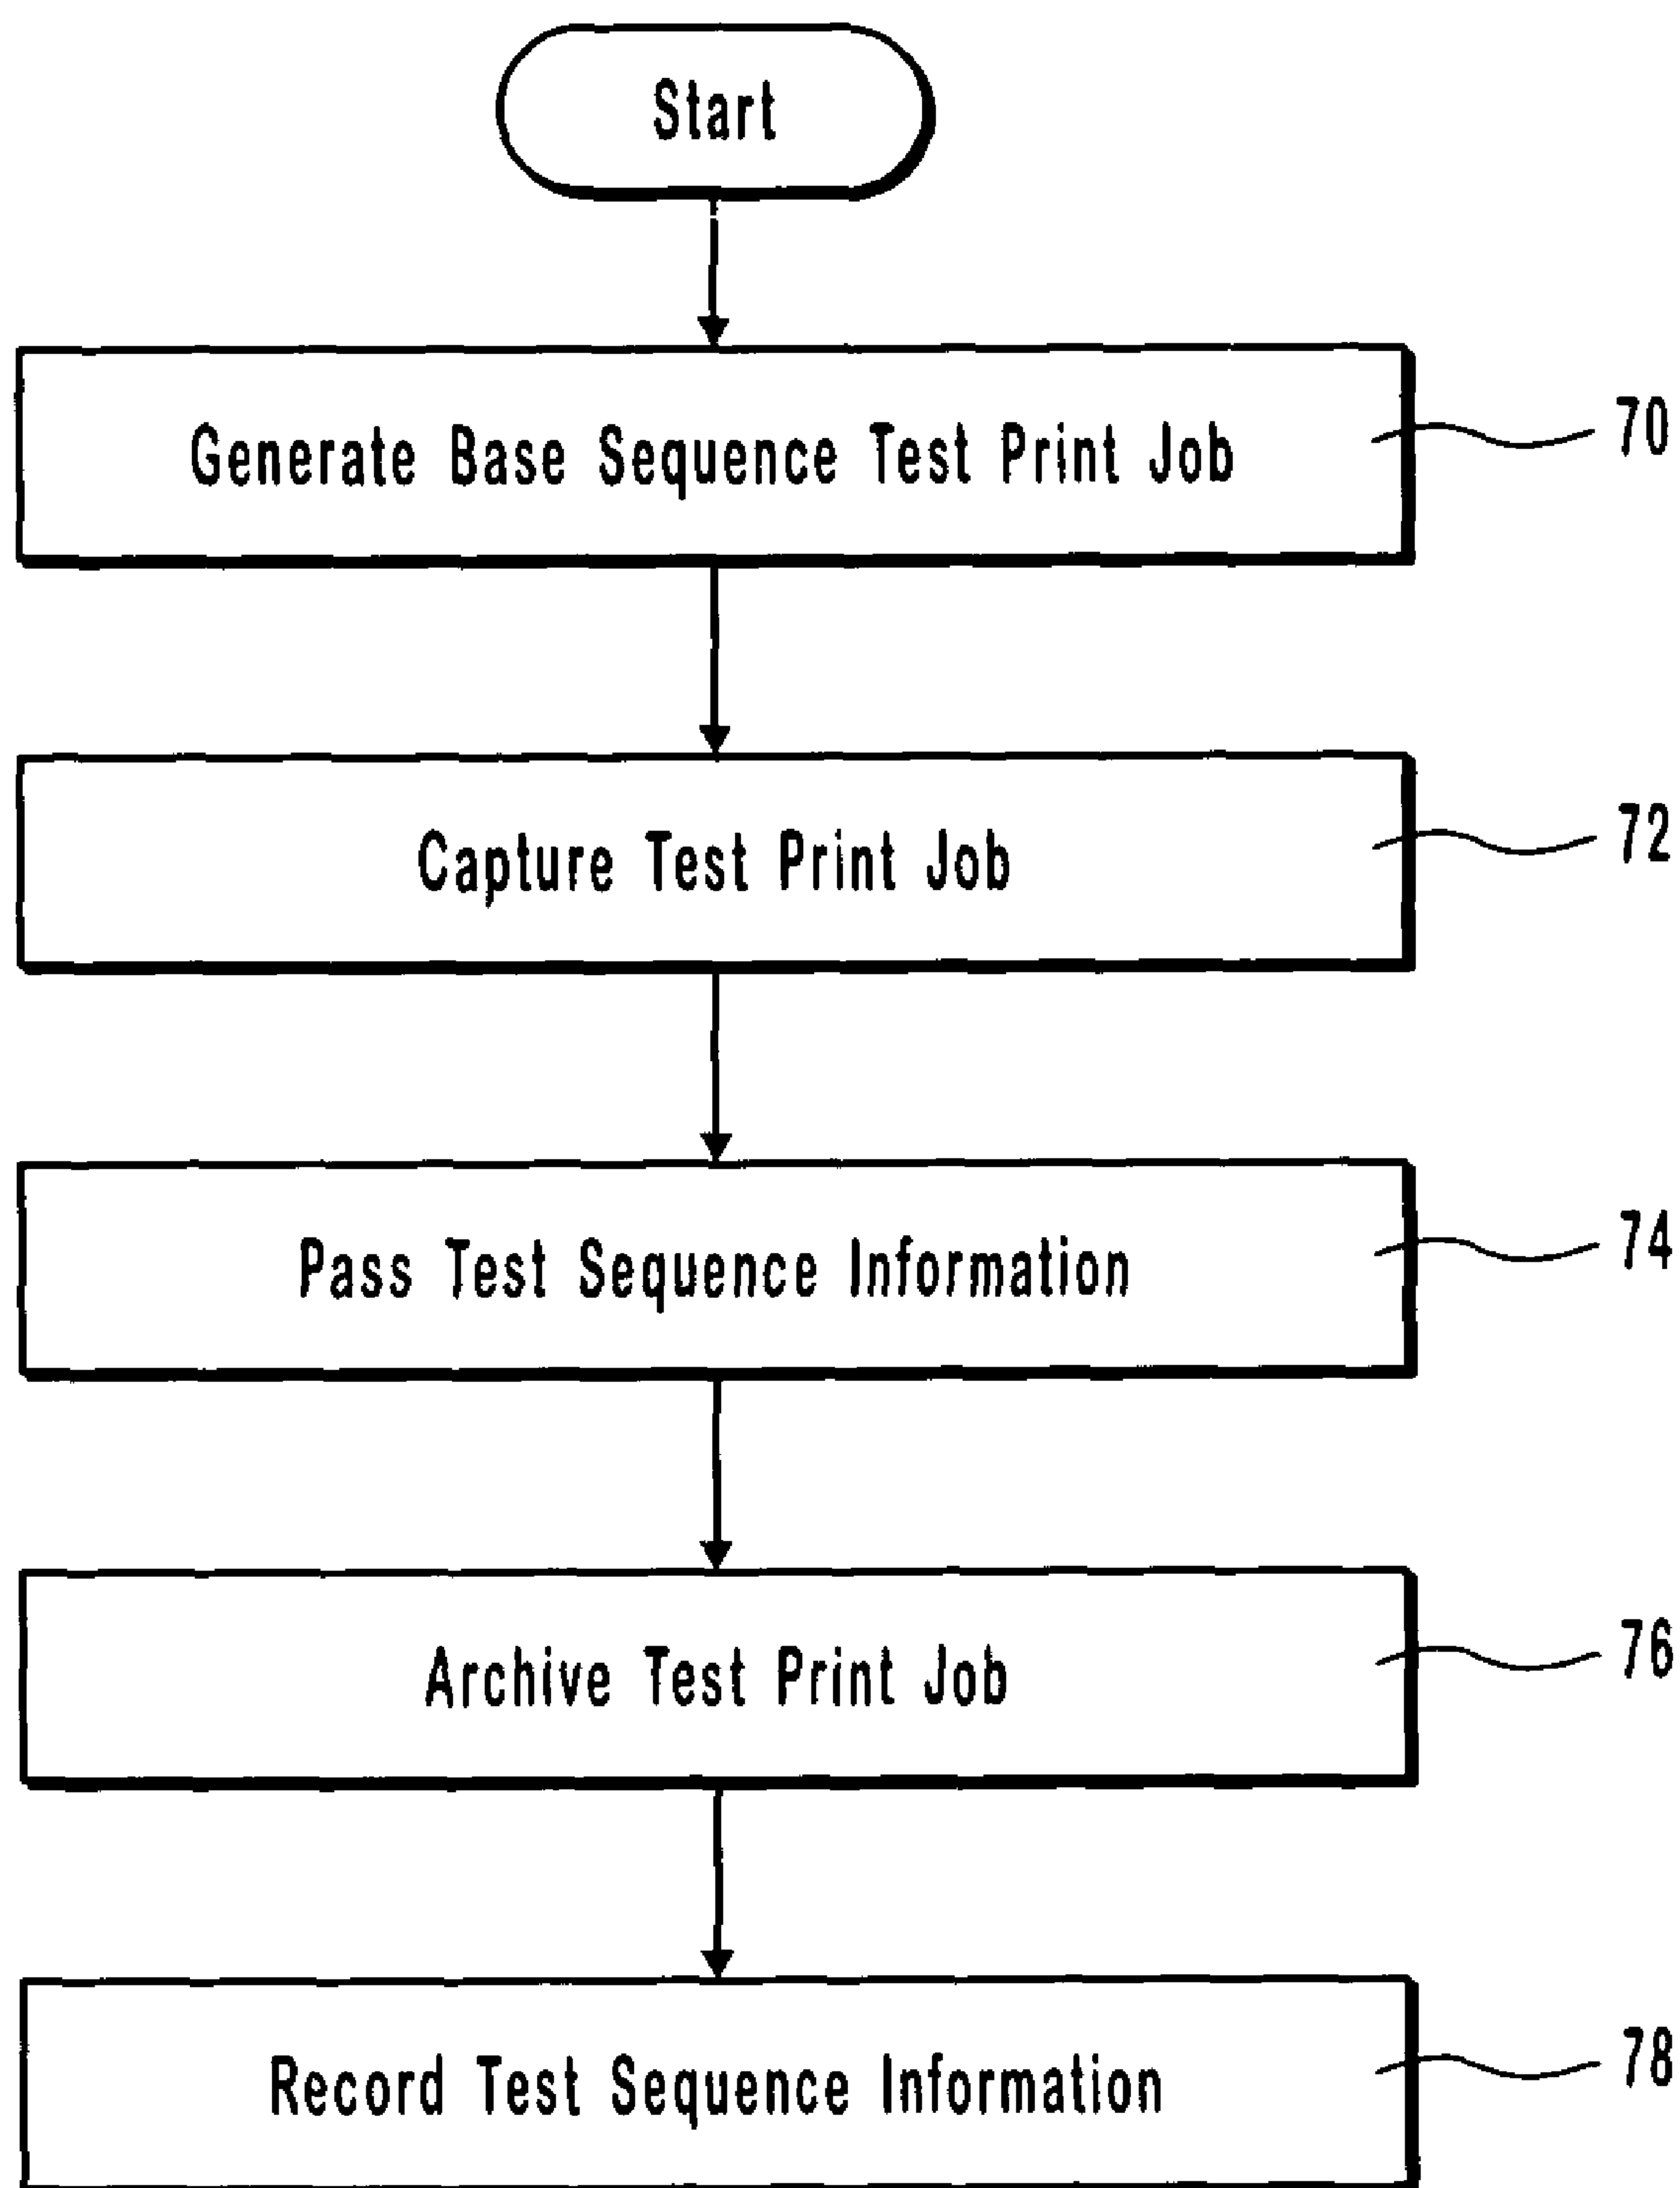 Start
Generate Base Sequence Test Print Job
70
Capture Test Print Job
72
Pass Test Sequence Information
74
Archive Test Print Job
76
Record Test Sequence Information
78